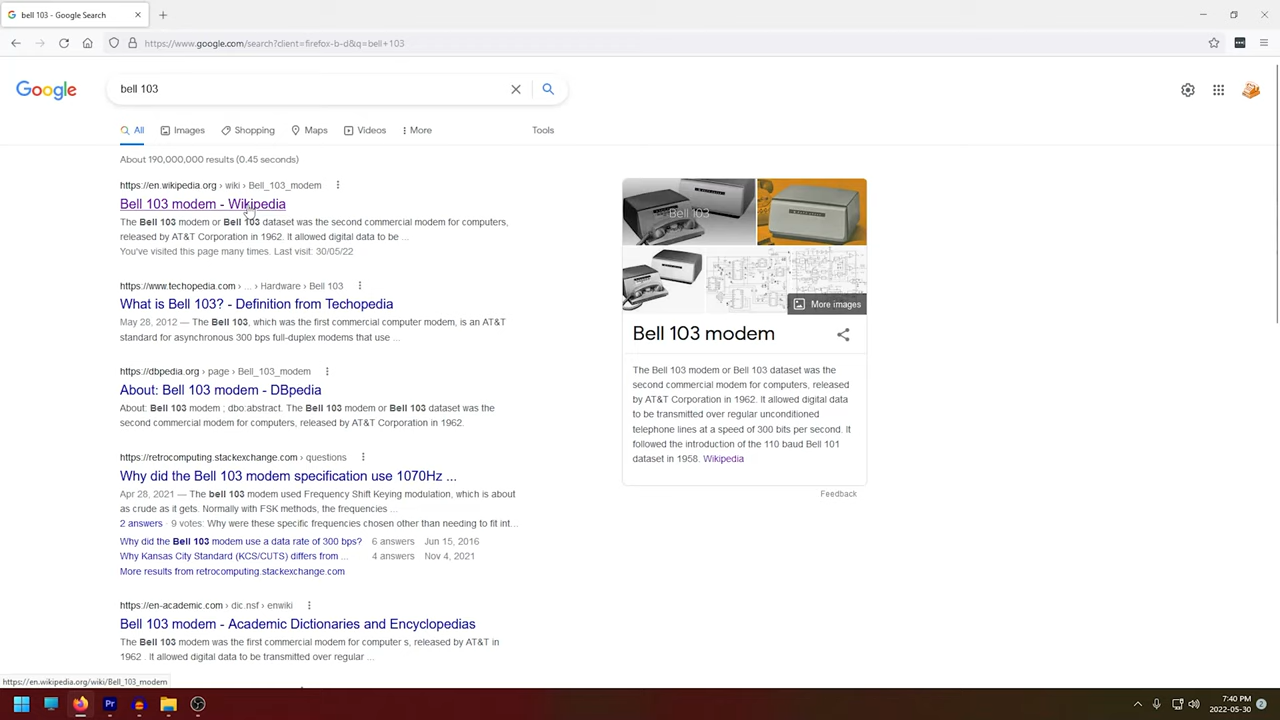 bell 103 - Google Search
https://www.google.com/search?client=firefox-b-d&q=bell+103
Google
bell 103
All
Images
Shopping
Maps
Videos
More
Tools
About 190,000,000 results (0.45 seconds)
https://en.wikipedia.org › wiki › Bell_103_modem
Bell 103 modem - Wikipedia
The Bell 103 modem or Bell 103 dataset was the second commercial modem for computers,
released by AT&T Corporation in 1962. It allowed digital data to be ...
You've visited this page many times. Last visit: 30/05/22
https://www.techopedia.com › ... › Hardware › Bell 103
What is Bell 103? - Definition from Techopedia
May 28, 2012 — The Bell 103, which was the first commercial computer modem, is an AT&T
standard for asynchronous 300 bps full-duplex modems that use ...
https://dbpedia.org › page › Bell_103_modem
About: Bell 103 modem - DBpedia
About: Bell 103 modem ; dbo:abstract. The Bell 103 modem or Bell 103 dataset was the
second commercial modem for computers, released by AT&T Corporation in 1962.
https://retrocomputing.stackexchange.com › questions
Why did the Bell 103 modem specification use 1070Hz ...
Apr 28, 2021 — The bell 103 modem used Frequency Shift Keying modulation, which is about
as crude as it gets. Normally with FSK methods, the frequencies ...
2 answers · 9 votes: Why were these specific frequencies chosen other than needing to fit int...
Why did the Bell 103 modem use a data rate of 300 bps? 6 answers Jun 15, 2016
Why Kansas City Standard (KCS/CUTS) differs from ... 4 answers Nov 4, 2021
More results from retrocomputing.stackexchange.com
https://en-academic.com › dic.nsf › enwiki
Bell 103 modem - Academic Dictionaries and Encyclopedias
The Bell 103 modem was the first commercial modem for computer s, released by AT&T in
1962 . It allowed digital data to be transmitted over regular ...
Bell 103
More images
Bell 103 modem
The Bell 103 modem or Bell 103 dataset was the
second commercial modem for computers, released
by AT&T Corporation in 1962. It allowed digital data
to be transmitted over regular unconditioned
telephone lines at a speed of 300 bits per second. It
followed the introduction of the 110 baud Bell 101
dataset in 1958. Wikipedia
Feedback
https://en.wikipedia.org/wiki/Bell_103_modem
Pr
7:40 PM
2022-05-30
2